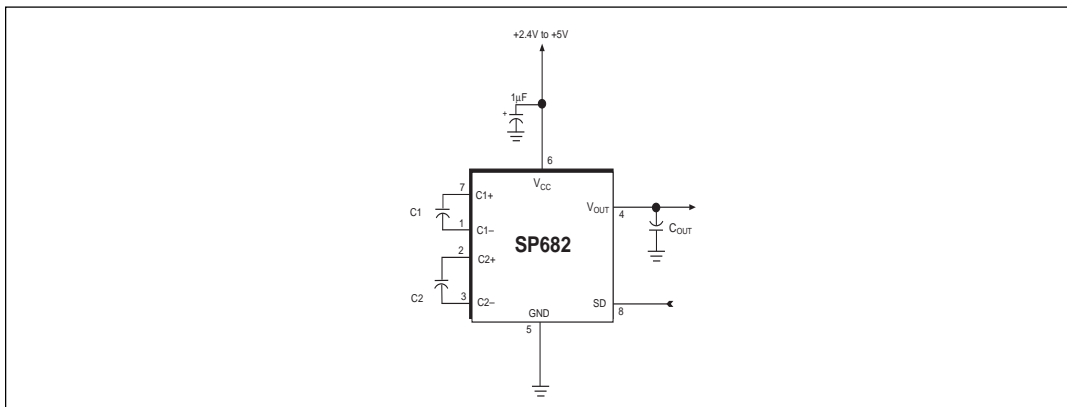 +2.4V to +5V
1µF
+
6
VCC
7
C1+
C1
1
C1–
VOUT
4
COUT
SP682
2
C2+
C2
3
C2–
SD
8
GND
5